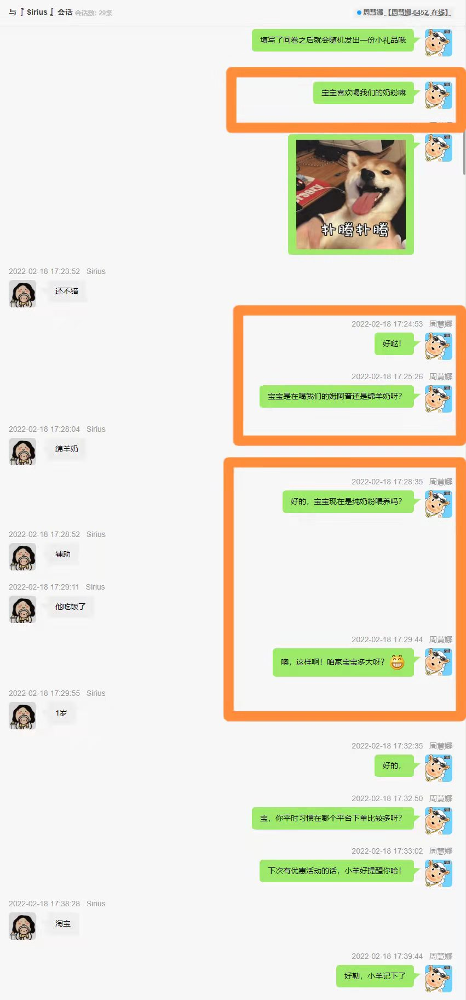 与『 Sirius 』会话 会话数: 29条
周慧娜 【周慧娜-6452, 在线】
填写了问卷之后就会随机发出一份小礼品哦
宝宝喜欢喝我们的奶粉嘛
扑腾扑腾
2022-02-18 17:23:52 Sirius
还不错
2022-02-18 17:24:53 周慧娜
好哒！
2022-02-18 17:25:26 周慧娜
宝宝是在喝我们的姆阿普还是绵羊奶呀？
2022-02-18 17:28:04 Sirius
绵羊奶
2022-02-18 17:28:35 周慧娜
好的，宝宝现在是纯奶粉喂养吗？
2022-02-18 17:28:52 Sirius
辅助
2022-02-18 17:29:11 Sirius
他吃饭了
2022-02-18 17:29:44 周慧娜
噢，这样啊！咱家宝宝多大呀？
2022-02-18 17:29:55 Sirius
1岁
2022-02-18 17:32:35 周慧娜
好的，
2022-02-18 17:32:50 周慧娜
宝，你平时习惯在哪个平台下单比较多呀？
2022-02-18 17:33:02 周慧娜
下次有优惠活动的话，小羊好提醒你哈！
2022-02-18 17:38:28 Sirius
淘宝
2022-02-18 17:39:44 周慧娜
好勒，小羊记下了